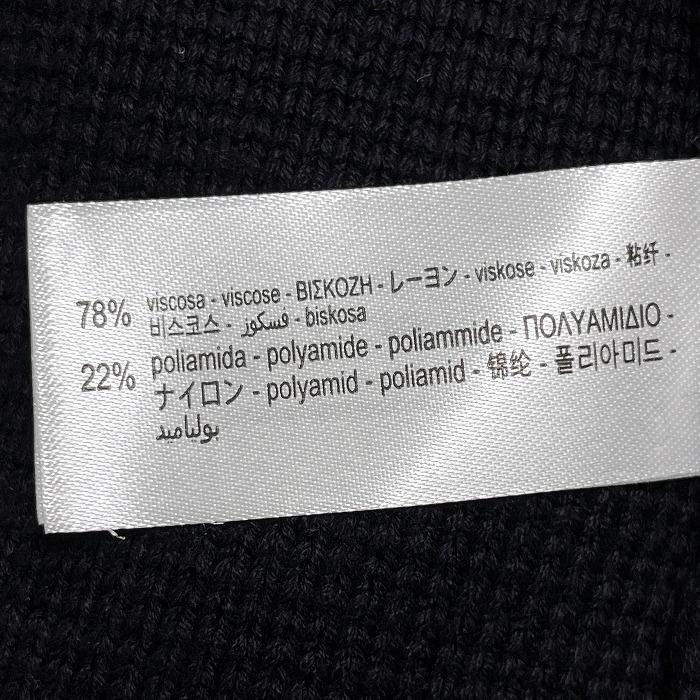 78% viscosa - viscose - ΒΙΣΚΟΖΗ - レーヨン - viskose - viskoza - 粘纤 -
비스코스 - فسكوز - biskosa
22% poliamida - polyamide - poliammide - ΠΟΛΥΑΜΙΔΙΟ -
ナイロン - polyamid - poliamid - 锦纶 - 폴리아미드 -
بولياميد